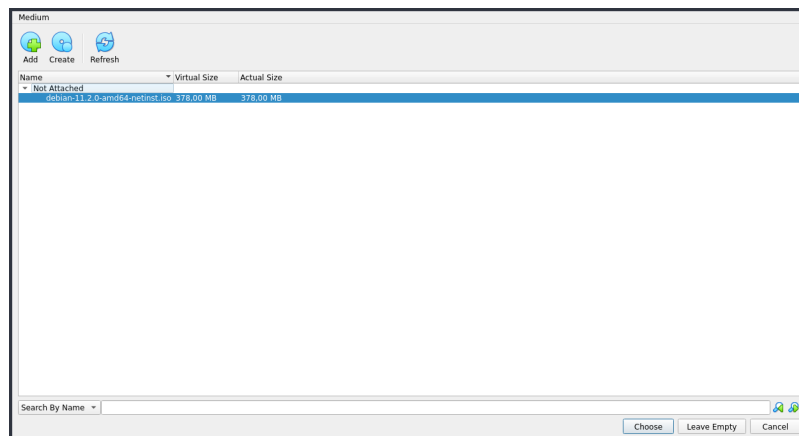 Medium
Add Create Refresh
Name Virtual Size Actual Size
Not Attached
debian-11.2.0-amd64-netinst.iso 378,00 MB 378,00 MB
Search By Name
Choose Leave Empty Cancel